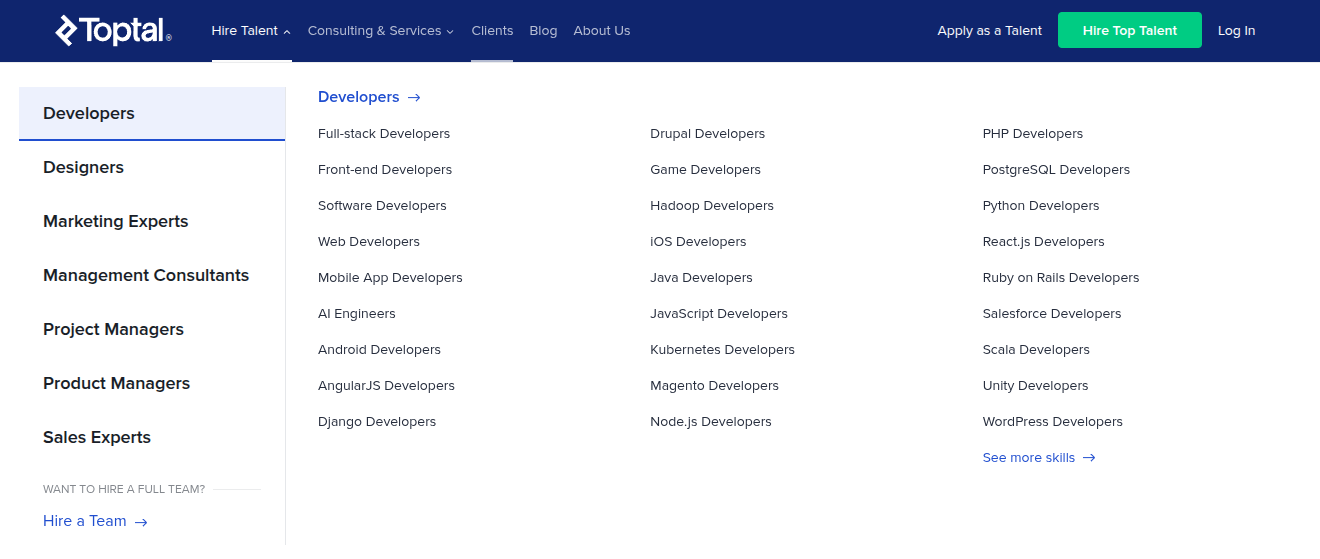 Toptal®
Hire Talent
Consulting & Services
Clients
Blog
About Us
Apply as a Talent
Hire Top Talent
Log In
Developers
Designers
Marketing Experts
Management Consultants
Project Managers
Product Managers
Sales Experts
WANT TO HIRE A FULL TEAM?
Hire a Team →
Developers →
Full-stack Developers
Front-end Developers
Software Developers
Web Developers
Mobile App Developers
AI Engineers
Android Developers
AngularJS Developers
Django Developers
Drupal Developers
Game Developers
Hadoop Developers
iOS Developers
Java Developers
JavaScript Developers
Kubernetes Developers
Magento Developers
Node.js Developers
PHP Developers
PostgreSQL Developers
Python Developers
React.js Developers
Ruby on Rails Developers
Salesforce Developers
Scala Developers
Unity Developers
WordPress Developers
See more skills →